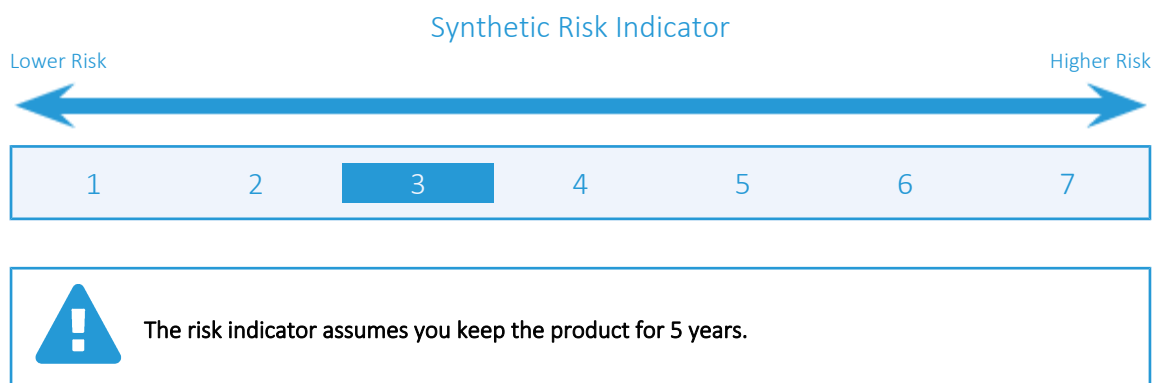 Synthetic Risk Indicator
Lower Risk Higher Risk
1 2 3 4 5 6 7
The risk indicator assumes you keep the product for 5 years.